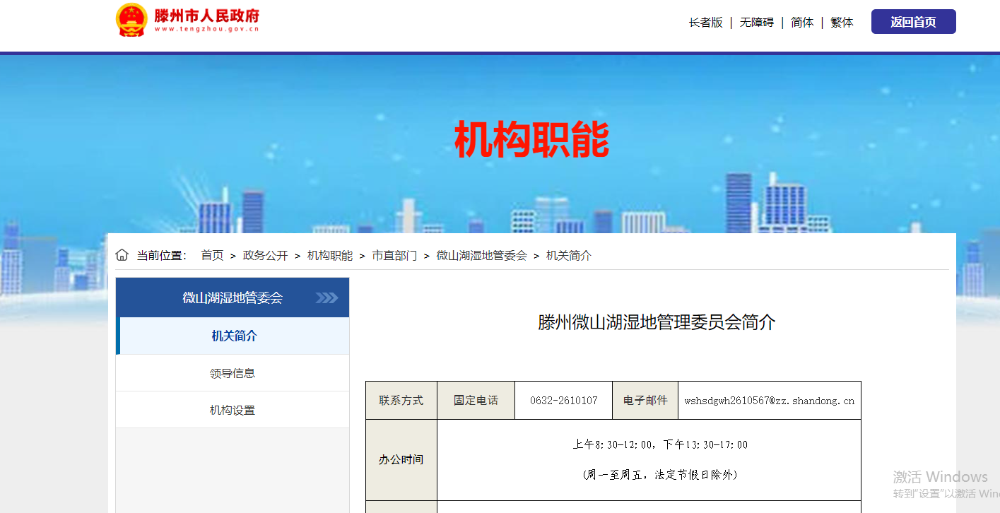 滕州市人民政府
www.tengzhou.gov.cn
长者版 | 无障碍 | 简体 | 繁体
返回首页
机构职能
当前位置： 首页 > 政务公开 > 机构职能 > 市直部门 > 微山湖湿地管委会 > 机关简介
微山湖湿地管委会
机关简介
领导信息
机构设置
滕州微山湖湿地管理委员会简介
联系方式 固定电话 0632-2610107 电子邮件 wshsdgwh2610567@zz.shandong.cn
办公时间
上午8:30-12:00，下午13:30-17:00
(周一至周五，法定节假日除外)
激活 Windows
转到"设置"以激活 Win